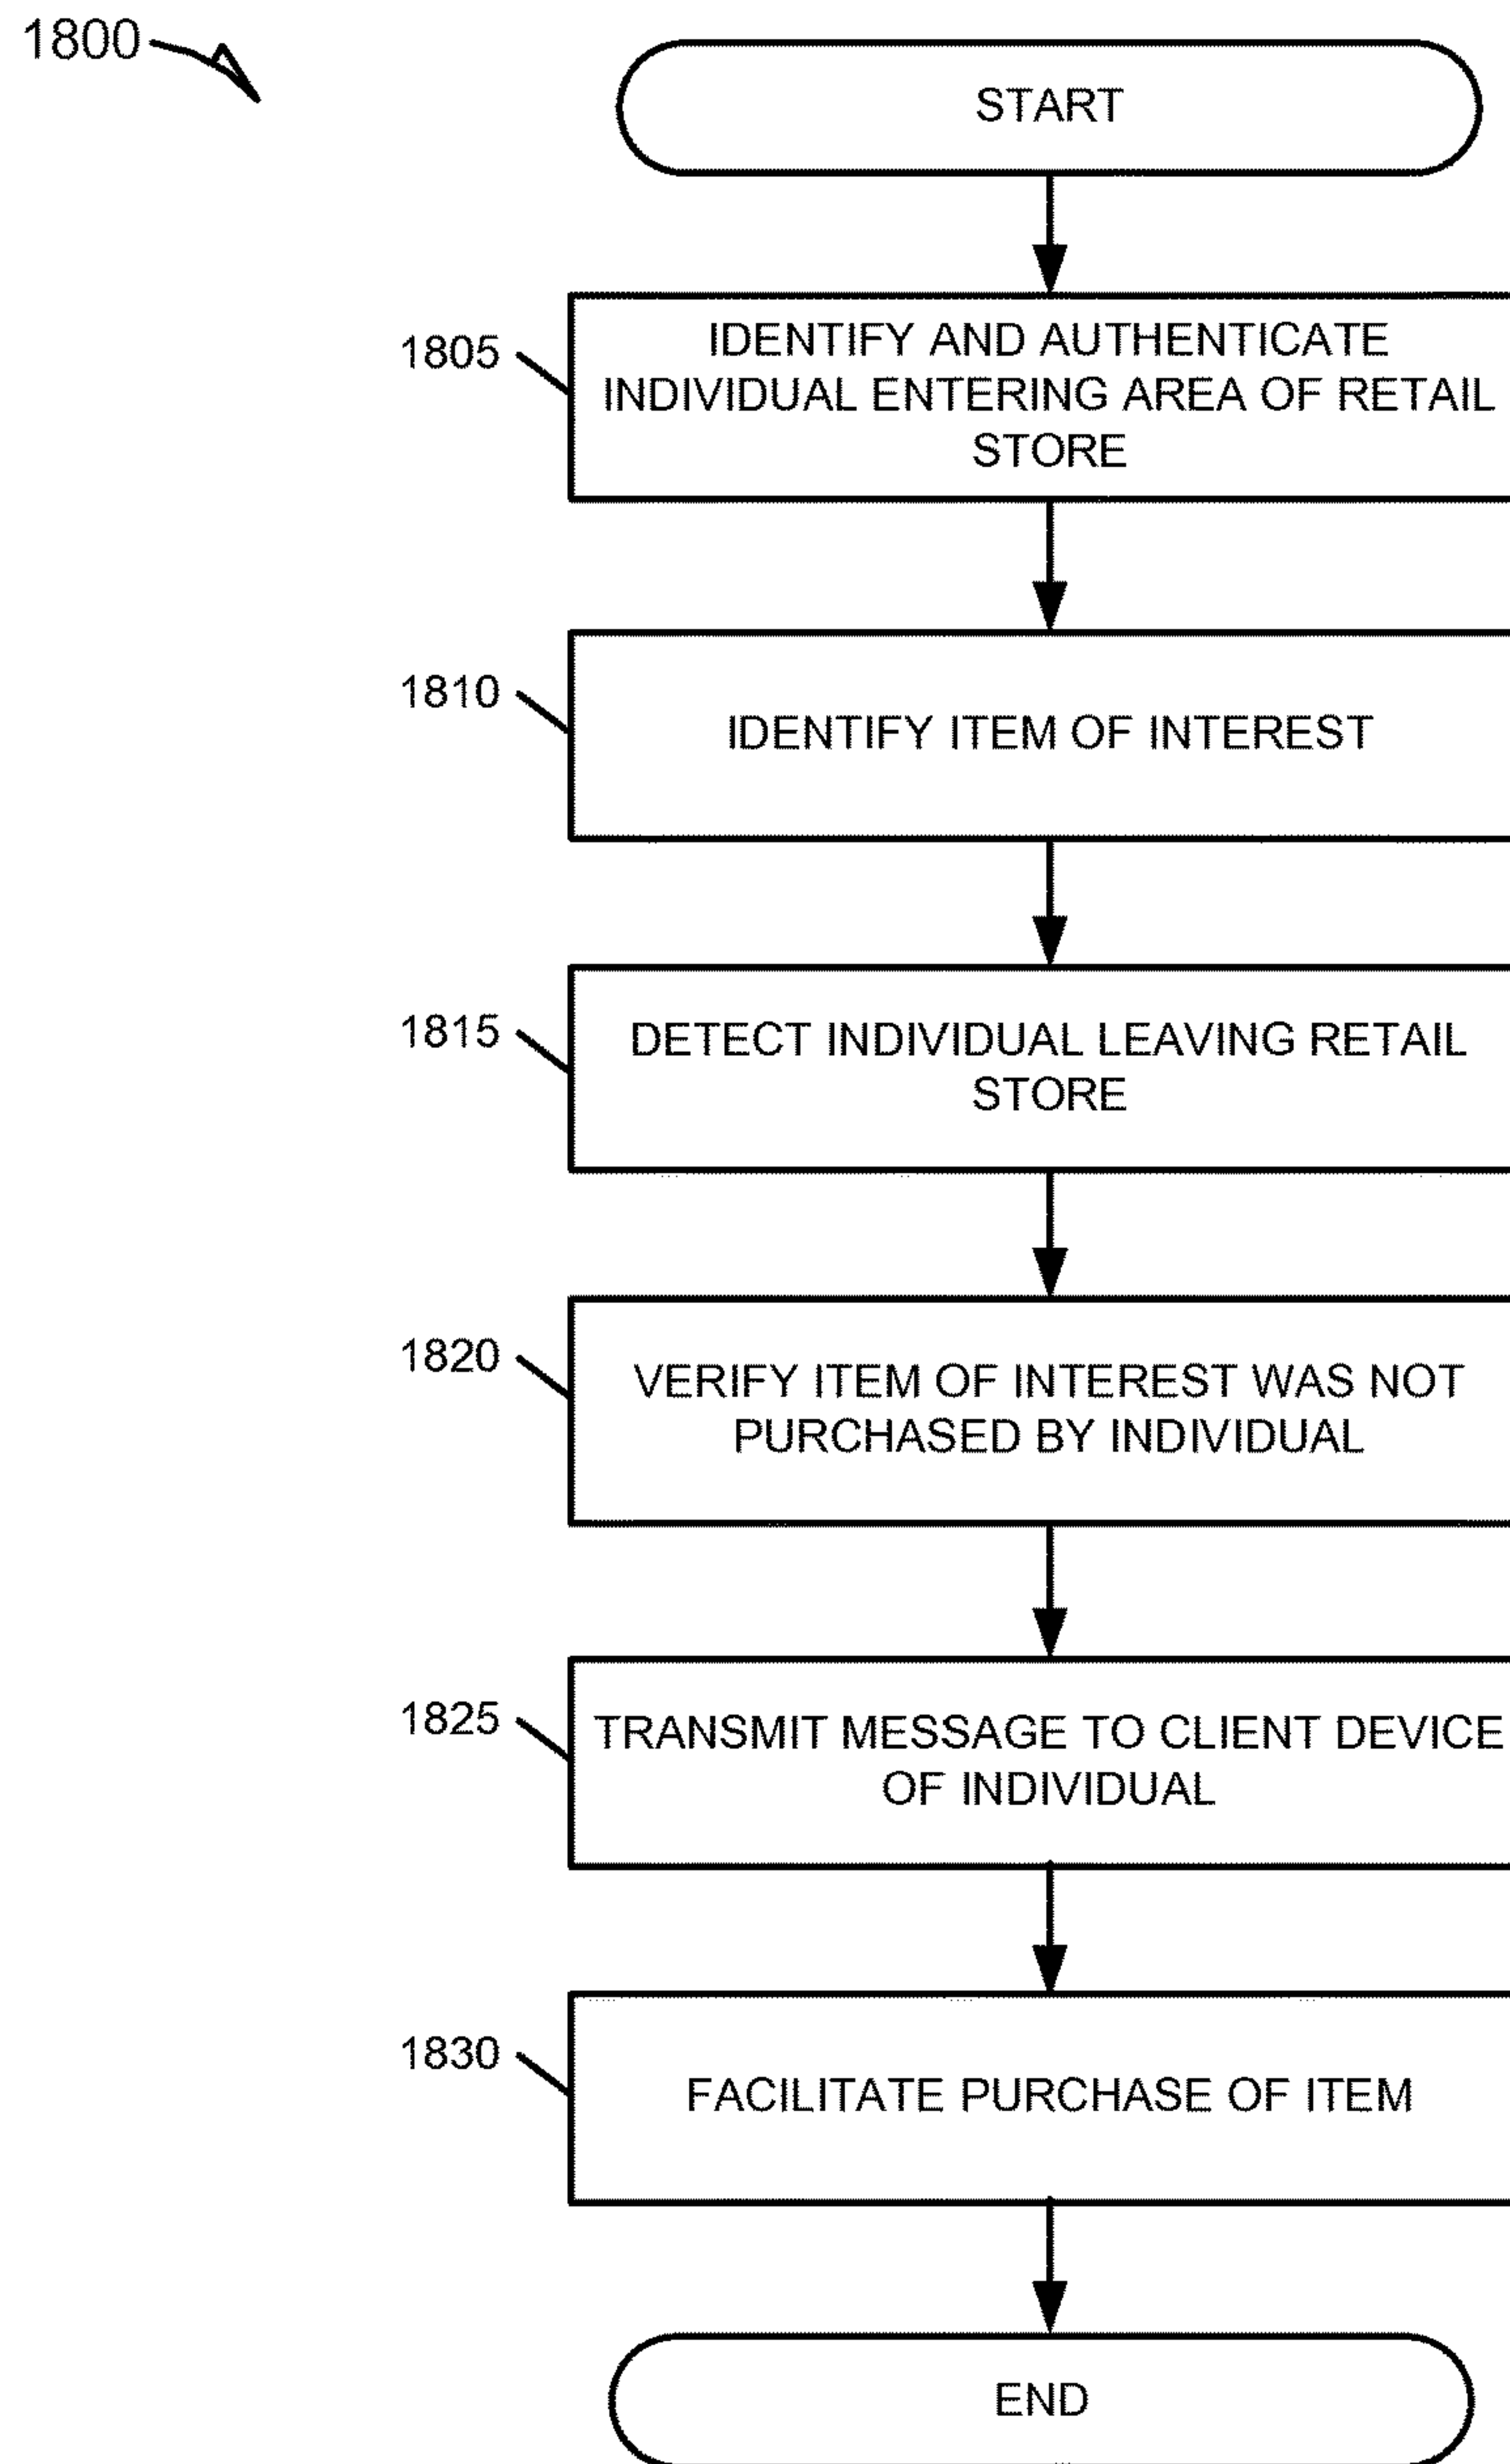 1800
START
1805
IDENTIFY AND AUTHENTICATE
INDIVIDUAL ENTERING AREA OF RETAIL
STORE
1810
IDENTIFY ITEM OF INTEREST
1815
DETECT INDIVIDUAL LEAVING RETAIL
STORE
1820
VERIFY ITEM OF INTEREST WAS NOT
PURCHASED BY INDIVIDUAL
1825
TRANSMIT MESSAGE TO CLIENT DEVICE
OF INDIVIDUAL
1830
FACILITATE PURCHASE OF ITEM
END